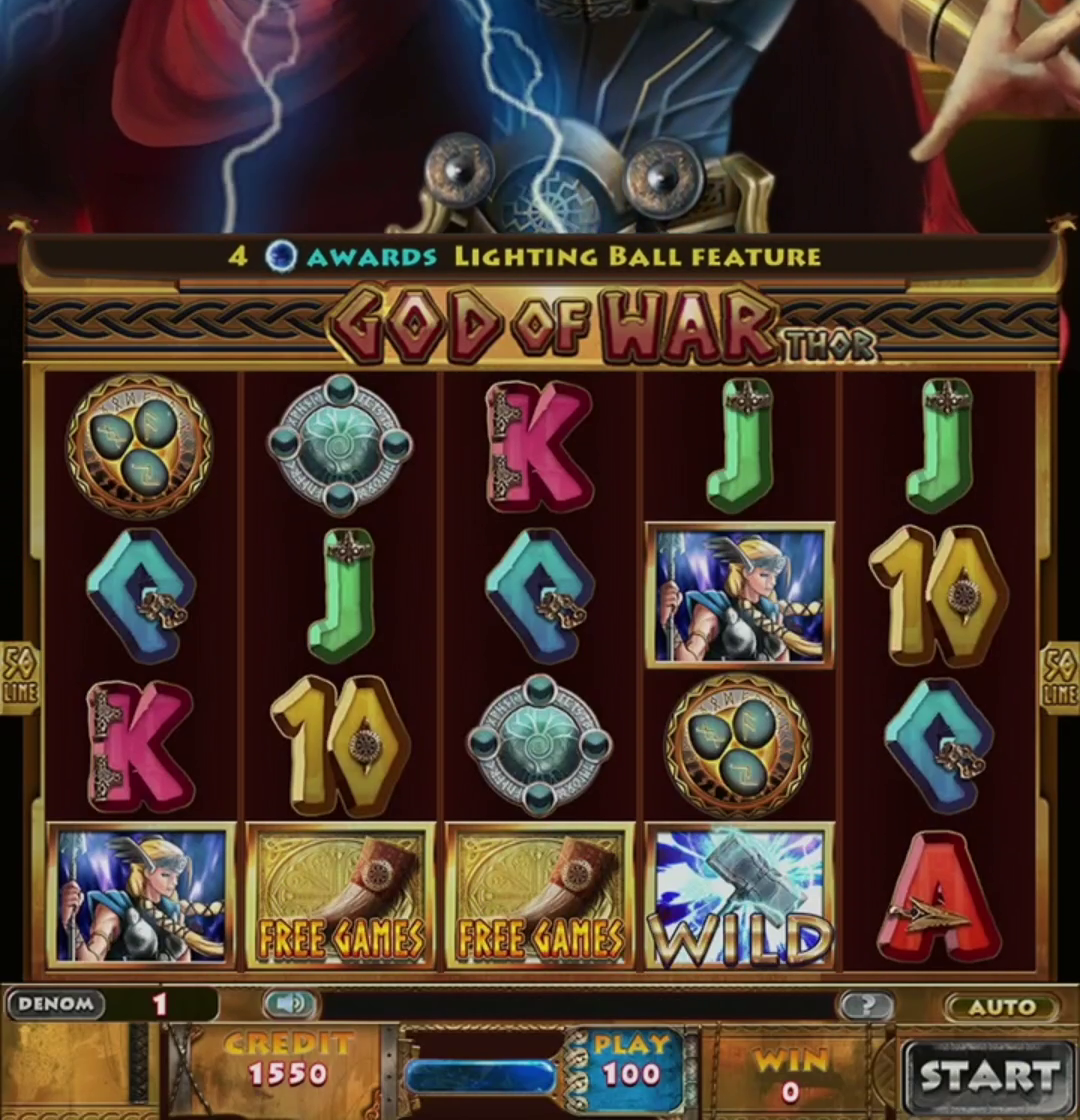 4 AWARDS LIGHTING BALL FEATURE
GOD OF WAR THOR
K J J
Q J Q 10
50 LINE 50 LINE
K 10 Q
FREE GAMES FREE GAMES WILD A
DENOM 1 ? AUTO
CREDIT PLAY WIN
1550 100 0
START